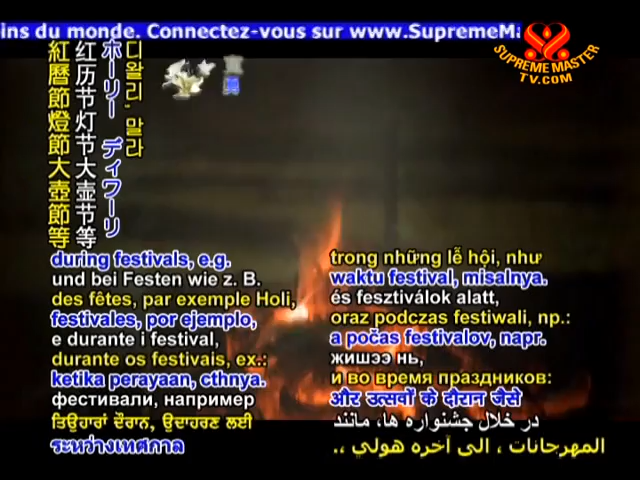 ins du monde. Connectez-vous sur www.SupremeMa
SUPREME MASTER
TV.COM
紅曆節燈節大壺節等
红历节灯节大壶节等
ホーリー ディワーリ
디왈리, 말라
during festivals, e.g.
und bei Festen wie z. B.
des fêtes, par exemple Holi,
festivales, por ejemplo,
e durante i festival,
durante os festivais, ex.:
ketika perayaan, cthnya.
фестивали, например
ਤਿਉਹਾਰਾਂ ਦੌਰਾਨ, ਉਦਾਹਰਣ ਲਈ
ระหว่างเทศกาล
trong những lễ hội, như
waktu festival, misalnya.
és fesztiválok alatt,
oraz podczas festiwali, np.:
a počas festivalov, napr.
жишээ нь,
и во время праздников:
और उत्सवों के दौरान जैसे
در خلال جشنواره ها، مانند
المهرجانات ، الى آخره هولي ،.